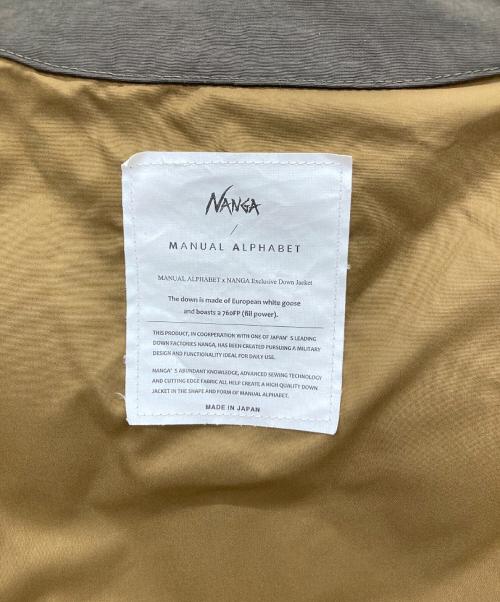 NANGA
/
MANUAL ALPHABET
MANUAL ALPHABET x NANGA Exclusive Down Jacket
The down is made of European white goose
and boasts a 760FP (fill power).
THIS PRODUCT, IN COORPERATION WITH ONE OF JAPAN'S LEADING
DOWN FACTORIES NANGA, HAS BEEN CREATED PURSUING A MILITARY
DESIGN AND FUNCTIONALITY IDEAL FOR DAILY USE.
NANGA'S ABUNDANT KNOWLEDGE, ADVANCED SEWING TECHNOLOGY
AND CUTTING EDGE FABRIC ALL HELP CREATE A HIGH QUALITY DOWN
JACKET IN THE SHAPE AND FORM OF MANUAL ALPHABET.
MADE IN JAPAN